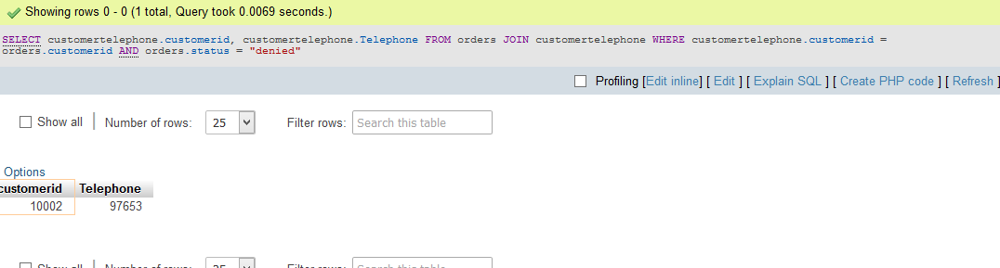 Showing rows 0 - 0 (1 total, Query took 0.0069 seconds.)
SELECT customertelephone.customerid, customertelephone.Telephone FROM orders JOIN customertelephone WHERE customertelephone.customerid =
orders.customerid AND orders.status = "denied"
Profiling [Edit inline] [ Edit ] [ Explain SQL ] [ Create PHP code ] [ Refresh ]
Show all | Number of rows: 25 Filter rows: Search this table
Options
customerid Telephone
10002 97653
Show all Number of rows: 25 Filter rows: Search this table